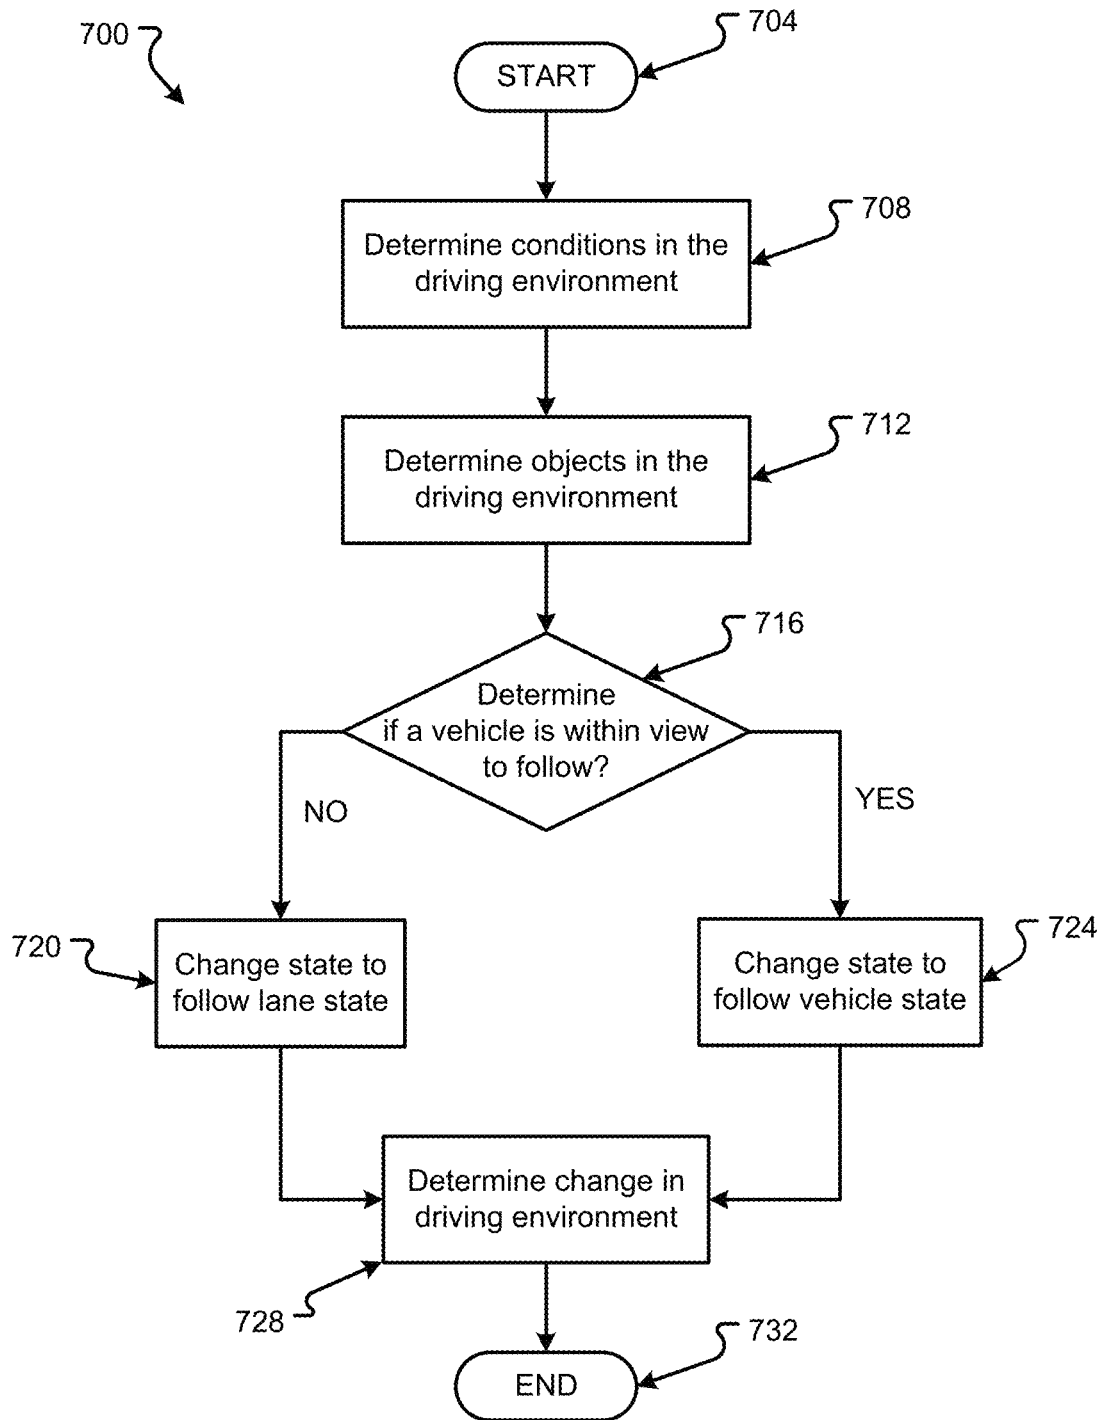 700
704
START
708
Determine conditions in the
driving environment
712
Determine objects in the
driving environment
716
Determine
if a vehicle is within view
to follow?
NO
YES
720
Change state to
follow lane state
724
Change state to
follow vehicle state
Determine change in
driving environment
728
732
END